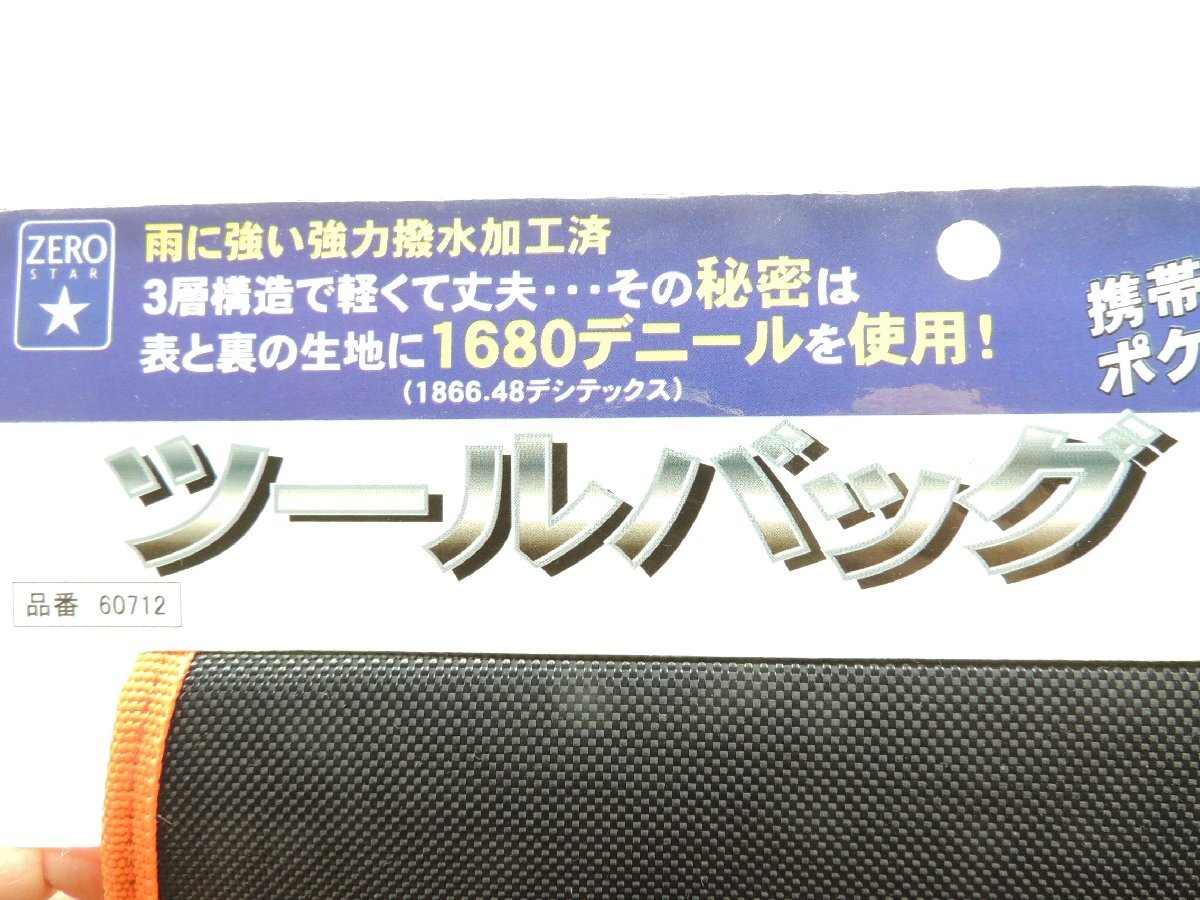 ZERO
STAR
雨に強い強力撥水加工済
3層構造で軽くて丈夫･･･その秘密は
表と裏の生地に1680デニールを使用！
（1866.48デシテックス）
携帯
ポケ
ツールバッグ
品番 60712